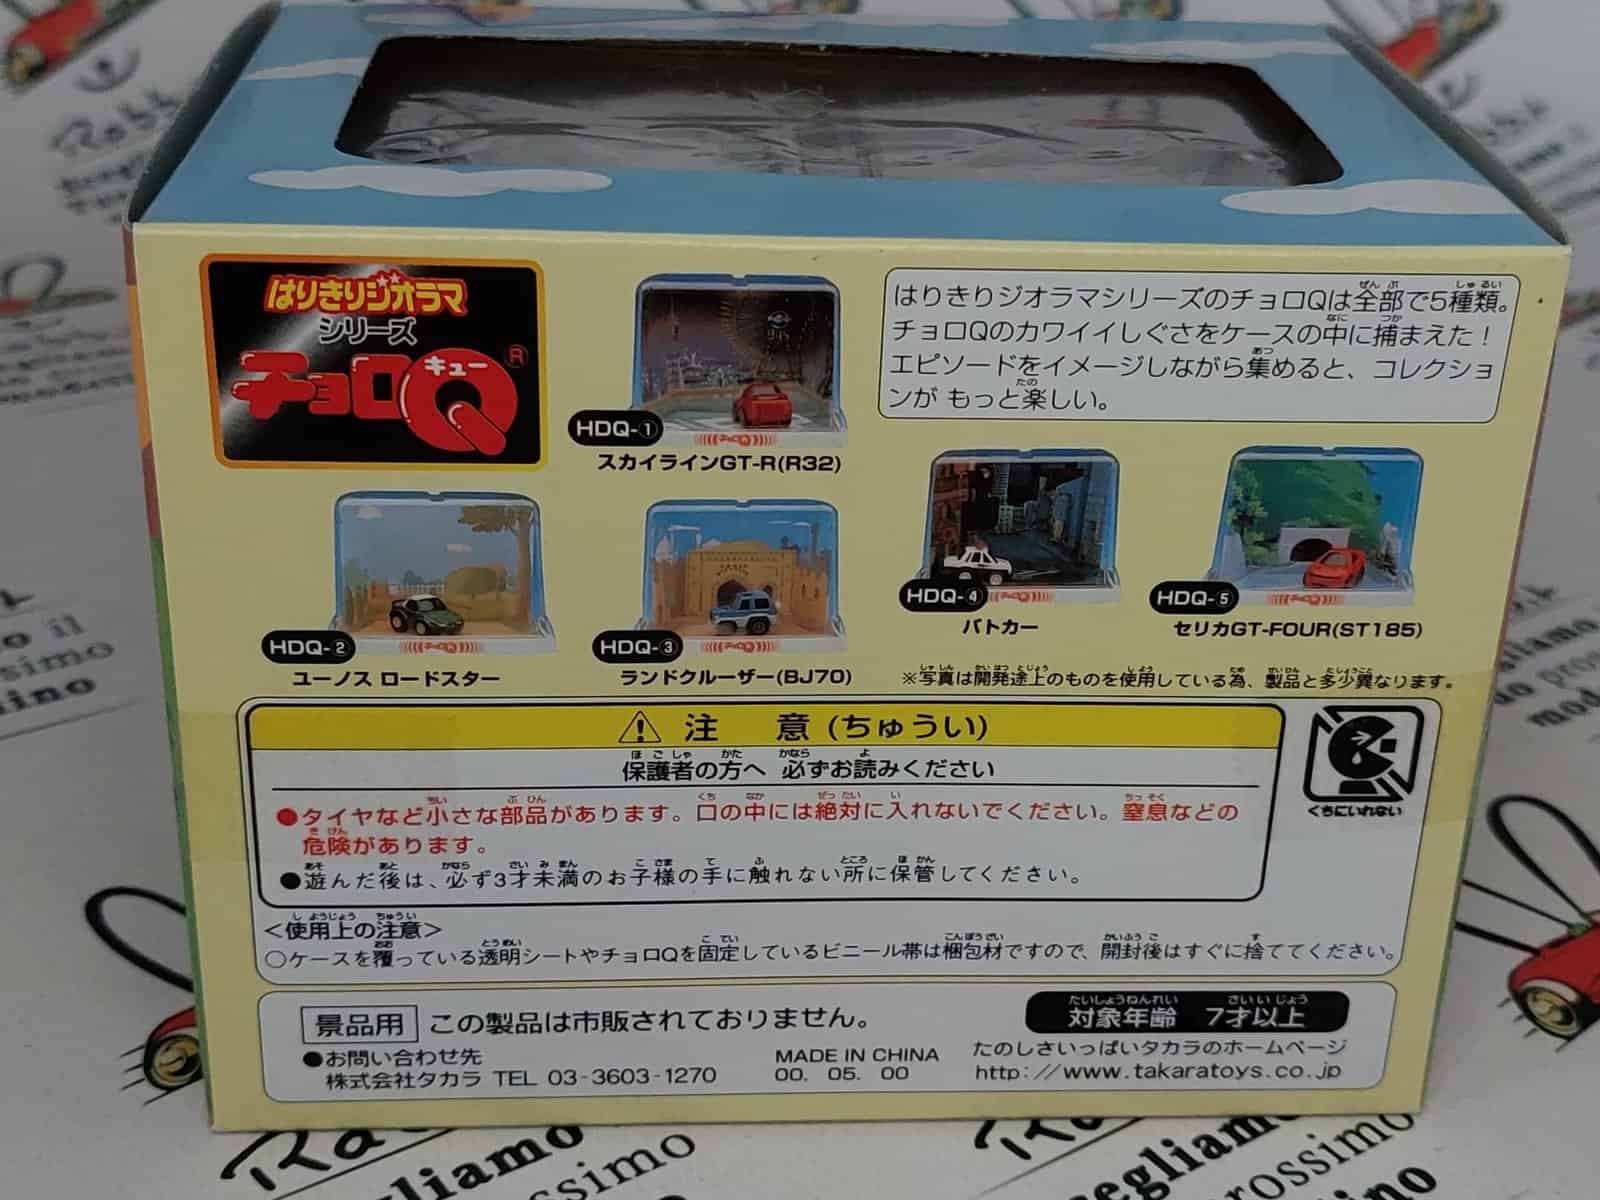 はりきりジオラマ
シリーズ
チョロQ
キュー
®
HDQ-①
スカイラインGT-R(R32)
はりきりジオラマシリーズのチョロQは全部で5種類。
チョロQのカワイイしぐさをケースの中に捕まえた!
エピソードをイメージしながら集めると、コレクショ
ンが もっと楽しい。
HDQ-②
ユーノス ロードスター
HDQ-③
ランドクルーザー(BJ70)
HDQ-④
パトカー
HDQ-⑤
セリカGT-FOUR(ST185)
※写真は開発途上のものを使用している為、製品と多少異なります。
⚠ 注 意(ちゅうい)
保護者の方へ 必ずお読みください
●タイヤなど小さな部品があります。口の中には絶対に入れないでください。窒息などの
危険があります。
●遊んだ後は、必ず3才未満のお子様の手に触れない所に保管してください。
くちにいれない
<使用上の注意>
○ケースを覆っている透明シートやチョロQを固定しているビニール帯は梱包材ですので、開封後はすぐに捨ててください。
景品用 この製品は市販されておりません。
たいしょうねんれい さいいじょう
対象年齢 7才以上
●お問い合わせ先
株式会社タカラ TEL 03-3603-1270
MADE IN CHINA
00. 05. 00
たのしさいっぱいタカラのホームページ
http://www.takaratoys.co.jp